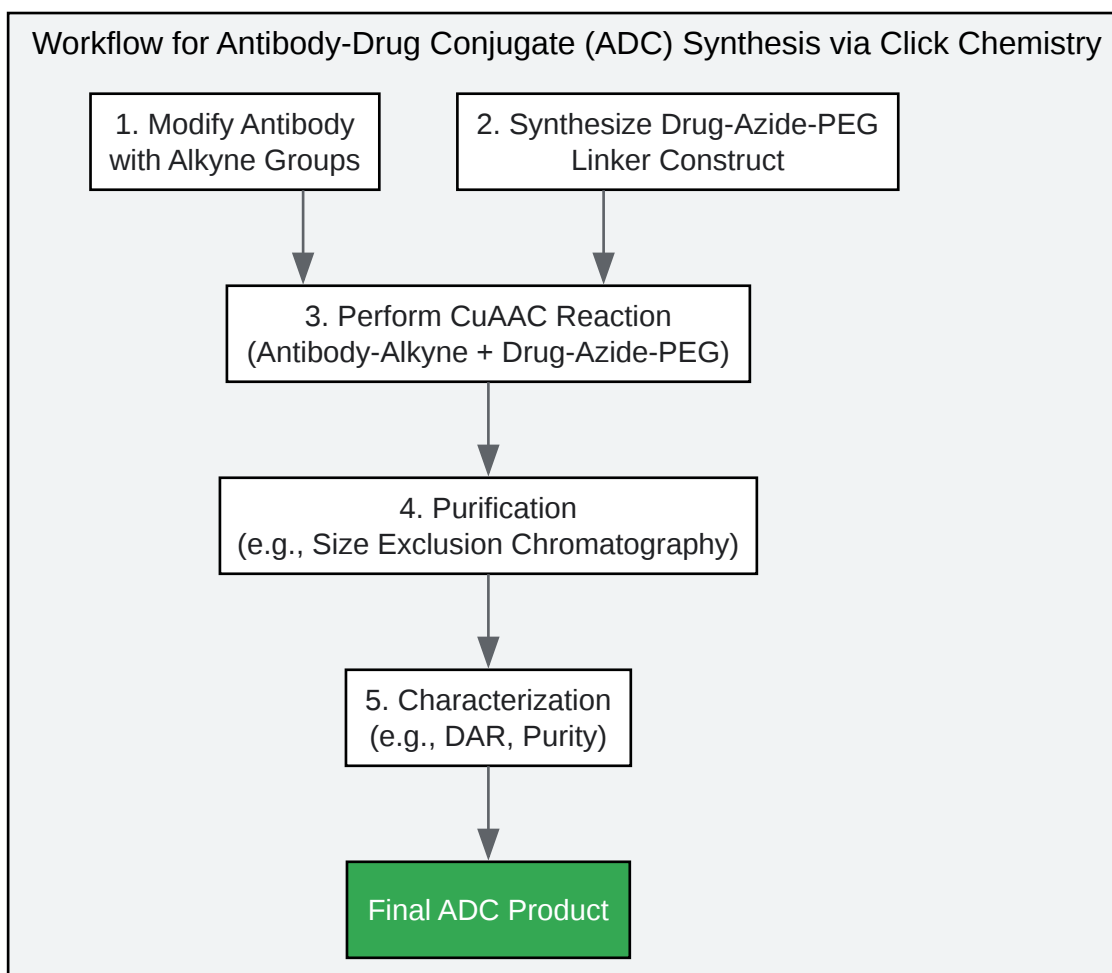 Workflow for Antibody-Drug Conjugate (ADC) Synthesis via Click Chemistry
1. Modify Antibody
with Alkyne Groups
2. Synthesize Drug-Azide-PEG
Linker Construct
3. Perform CuAAC Reaction
(Antibody-Alkyne + Drug-Azide-PEG)
4. Purification
(e.g., Size Exclusion Chromatography)
5. Characterization
(e.g., DAR, Purity)
Final ADC Product